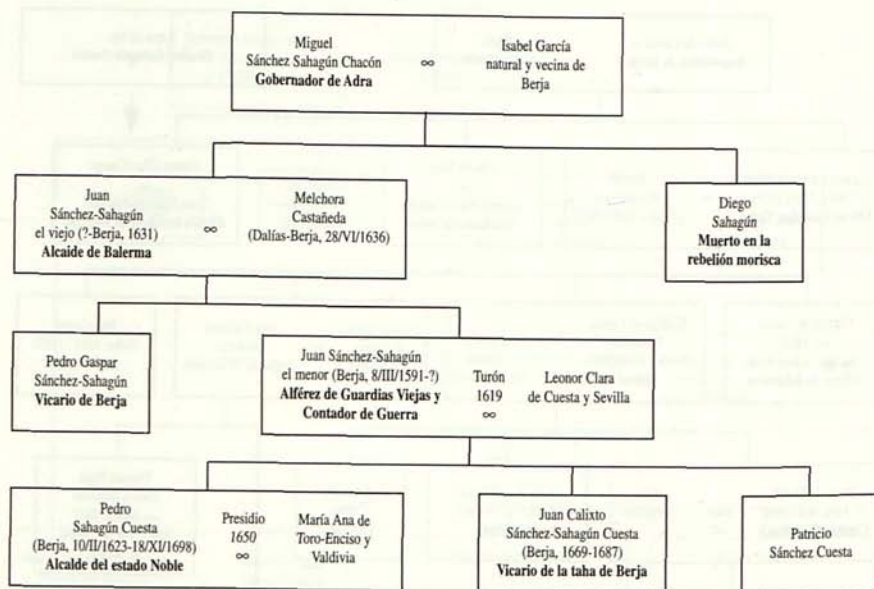 Miguel
Sánchez Sahagún Chacón
Gobernador de Adra
∞
Isabel García
natural y vecina de
Berja
Juan
Sánchez-Sahagún
el viejo (?-Berja, 1631)
Alcaide de Balerma
∞
Melchora
Castañeda
(Dalías-Berja, 28/VI/1636)
Diego
Sahagún
Muerto en la
rebelión morisca
Pedro Gaspar
Sánchez-Sahagún
Vicario de Berja
Juan Sánchez-Sahagún
el menor (Berja, 8/III/1591-?)
Alférez de Guardias Viejas y
Contador de Guerra
Turón
1619
∞
Leonor Clara
de Cuesta y Sevilla
Pedro
Sahagún Cuesta
(Berja, 10/II/1623-18/XI/1698)
Alcalde del estado Noble
Presidio
1650
∞
María Ana de
Toro-Enciso y
Valdivia
Juan Calixto
Sánchez-Sahagún Cuesta
(Berja, 1669-1687)
Vicario de la taha de Berja
Patricio
Sánchez Cuesta